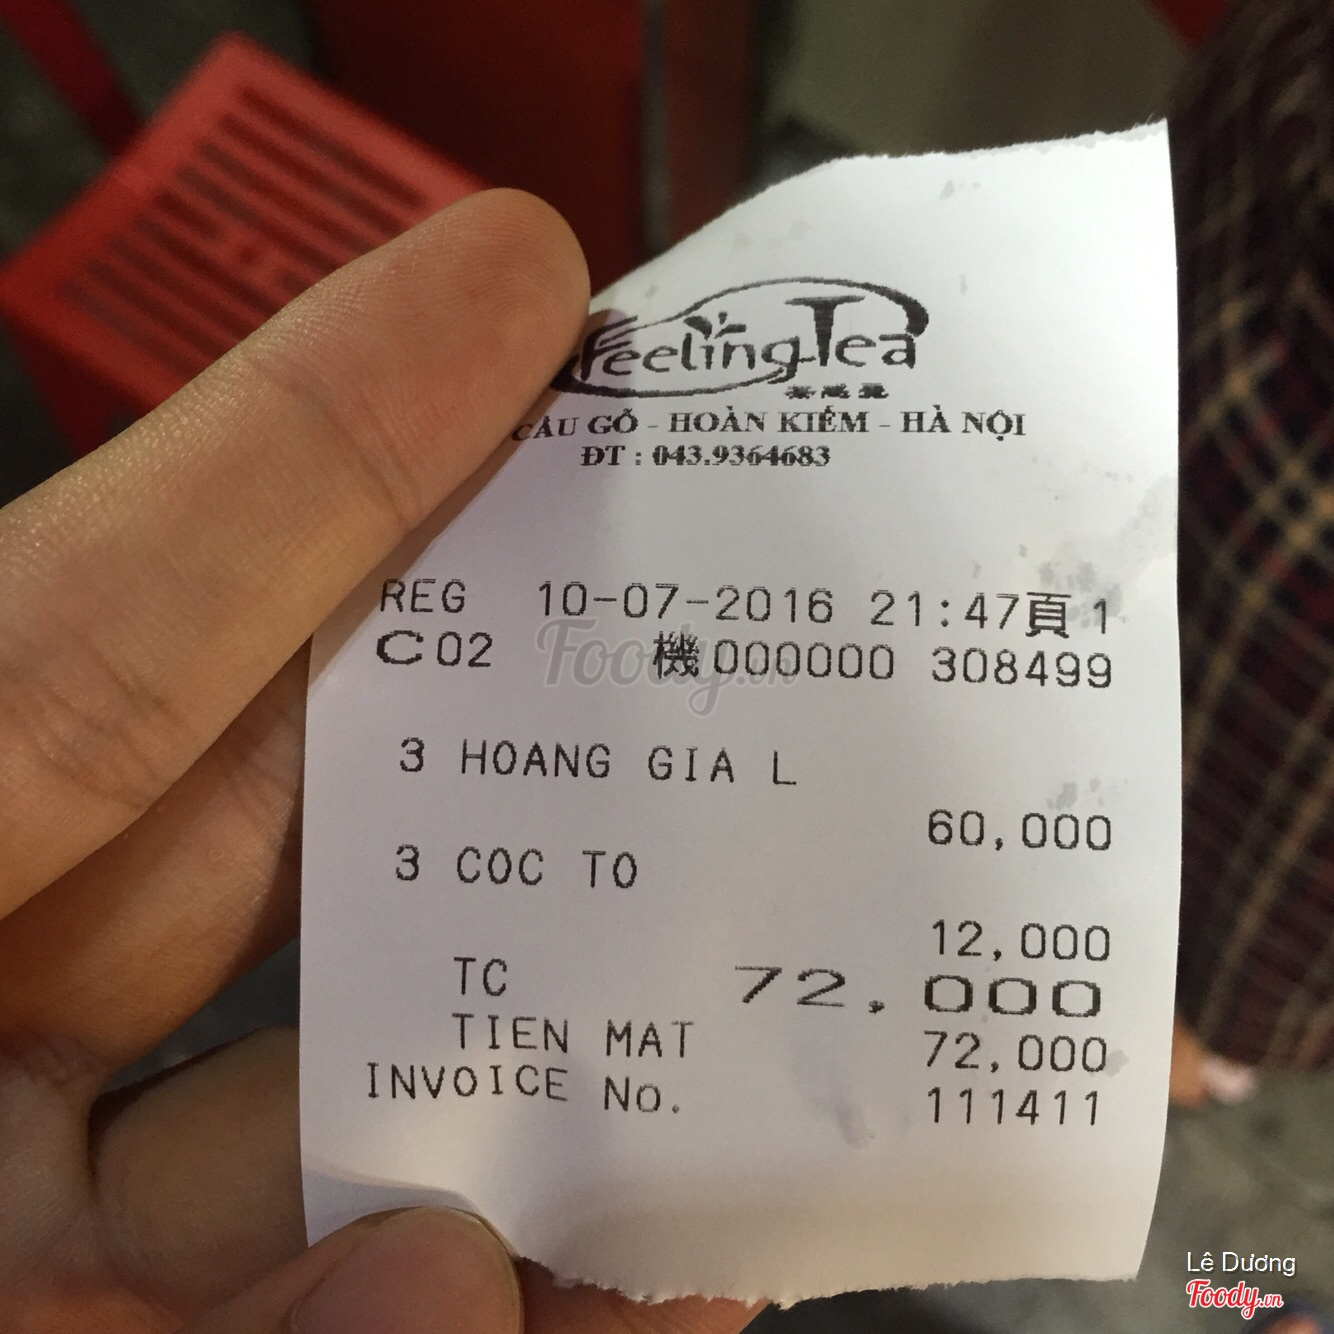 FeelingTea
CẦU GỖ - HOÀN KIẾM - HÀ NỘI
ĐT : 043.9364683
REG 10-07-2016 21:47頁 1
C02 機000000 308499
Foody.vn
3 HOANG GIA L
60,000
3 COC TO
12,000
TC 72.000
TIEN MAT 72,000
INVOICE No. 111411
Lê Dương
Foody.vn